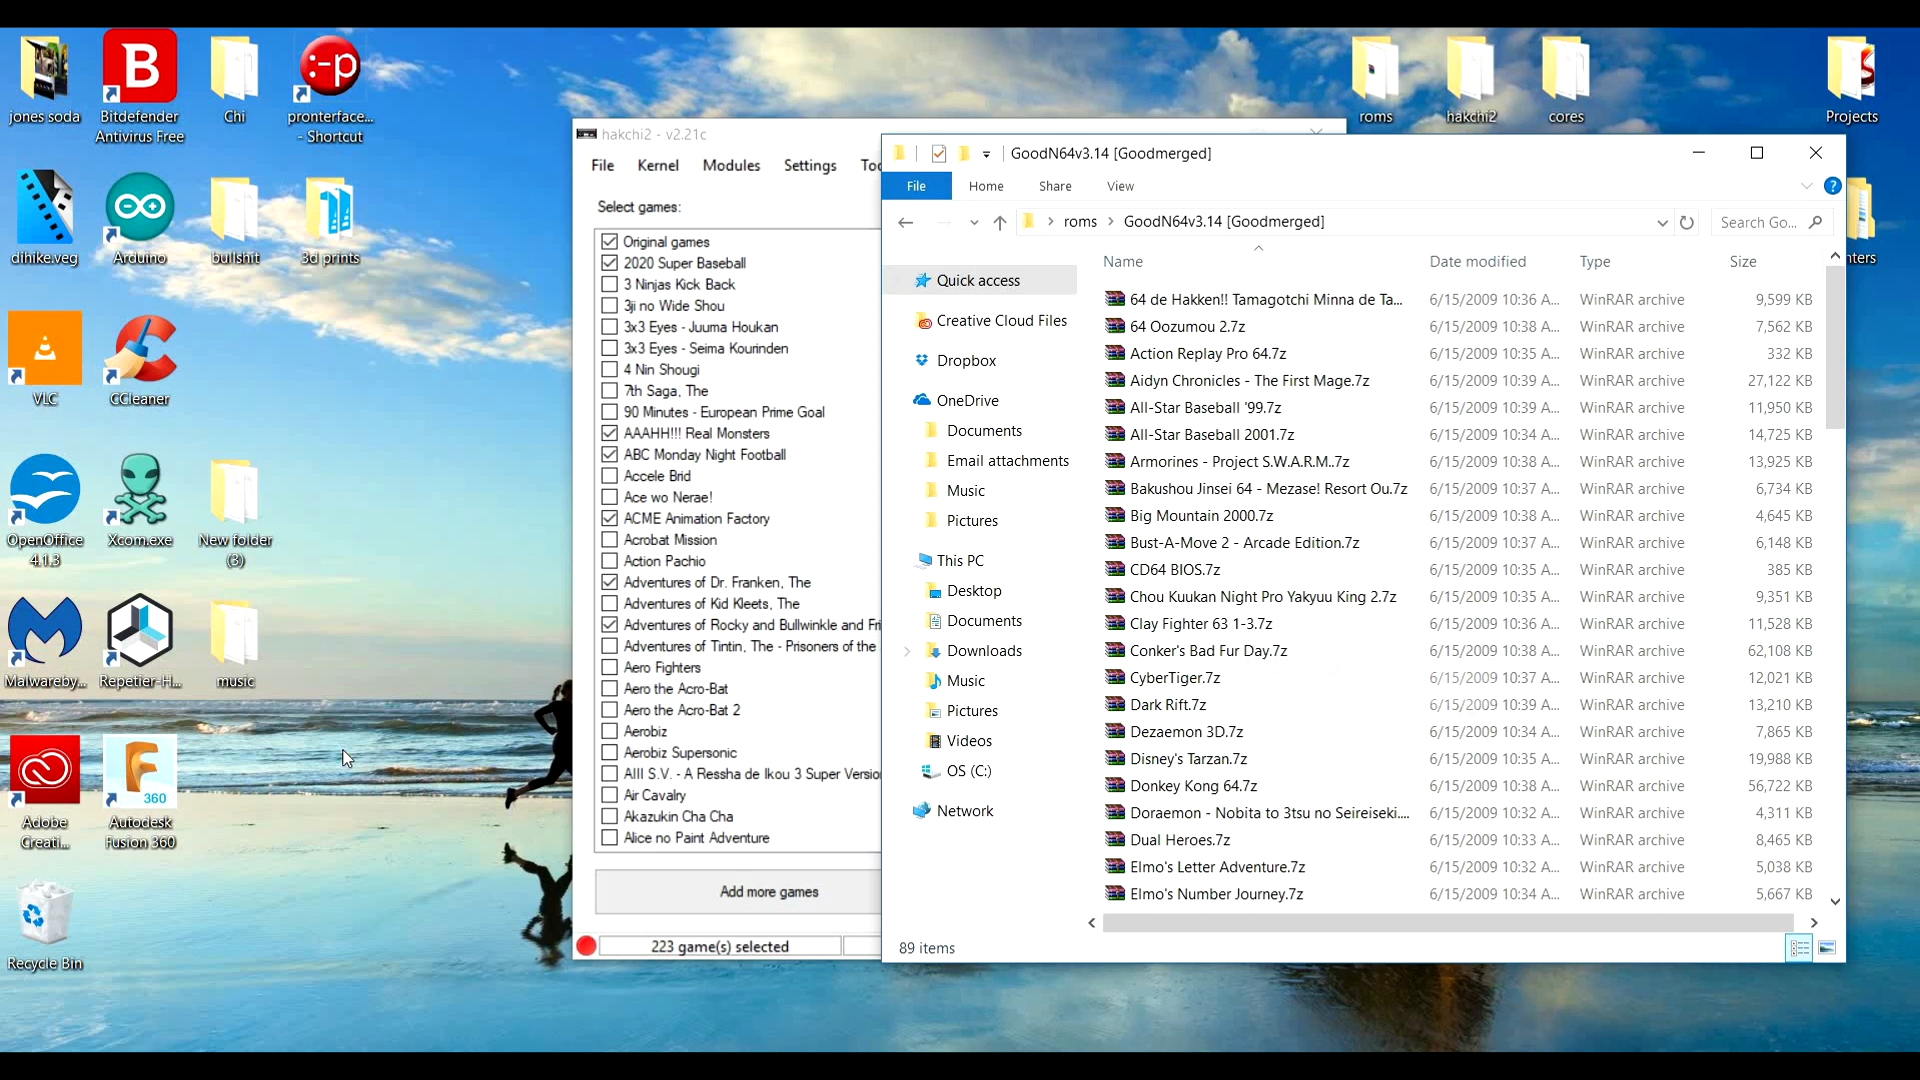 jones soda
Bitdefender
Antivirus Free
Chi
pronterface...
- Shortcut
dihike.veg
Arduino
bullshit
3d prints
VLC
CCleaner
OpenOffice
4.1.3
Xcom.exe
New folder
(3)
Malwareby...
Repetier-H...
music
Adobe
Creati...
360
Autodesk
Fusion 360
Recycle Bin
roms
hakchi2
cores
Projects
hakchi2 - v2.21c
File Kernel Modules Settings
Select games:
Original games
2020 Super Baseball
3 Ninjas Kick Back
3ji no Wide Shou
3x3 Eyes - Juuma Houkan
3x3 Eyes - Seima Kourinden
4 Nin Shougi
7th Saga, The
90 Minutes - European Prime Goal
AAAHH!!! Real Monsters
ABC Monday Night Football
Accele Brid
Ace wo Nerae!
ACME Animation Factory
Acrobat Mission
Action Pachio
Adventures of Dr. Franken, The
Adventures of Kid Kleets, The
Adventures of Rocky and Bullwinkle and Fri
Adventures of Tintin, The - Prisoners of the
Aero Fighters
Aero the Acro-Bat
Aero the Acro-Bat 2
Aerobiz
Aerobiz Supersonic
AIII S.V. - A Ressha de Ikou 3 Super Versio
Air Cavalry
Akazukin Cha Cha
Alice no Paint Adventure
Add more games
223 game(s) selected
GoodN64v3.14 [Goodmerged]
File Home Share View
roms GoodN64v3.14 [Goodmerged]
Search Go...
Quick access
Creative Cloud Files
Dropbox
OneDrive
Documents
Email attachments
Music
Pictures
This PC
Desktop
Documents
Downloads
Music
Pictures
Videos
OS (C:)
Network
Name Date modified Type Size
64 de Hakken!! Tamagotchi Minna de Ta... 6/15/2009 10:36 A... WinRAR archive 9,599 KB
64 Oozumou 2.7z 6/15/2009 10:38 A... WinRAR archive 7,562 KB
Action Replay Pro 64.7z 6/15/2009 10:35 A... WinRAR archive 332 KB
Aidyn Chronicles - The First Mage.7z 6/15/2009 10:39 A... WinRAR archive 27,122 KB
All-Star Baseball '99.7z 6/15/2009 10:39 A... WinRAR archive 11,950 KB
All-Star Baseball 2001.7z 6/15/2009 10:34 A... WinRAR archive 14,725 KB
Armorines - Project S.W.A.R.M..7z 6/15/2009 10:38 A... WinRAR archive 13,925 KB
Bakushou Jinsei 64 - Mezase! Resort Ou.7z 6/15/2009 10:37 A... WinRAR archive 6,734 KB
Big Mountain 2000.7z 6/15/2009 10:38 A... WinRAR archive 4,645 KB
Bust-A-Move 2 - Arcade Edition.7z 6/15/2009 10:37 A... WinRAR archive 6,148 KB
CD64 BIOS.7z 6/15/2009 10:35 A... WinRAR archive 385 KB
Chou Kuukan Night Pro Yakyuu King 2.7z 6/15/2009 10:35 A... WinRAR archive 9,351 KB
Clay Fighter 63 1-3.7z 6/15/2009 10:36 A... WinRAR archive 11,528 KB
Conker's Bad Fur Day.7z 6/15/2009 10:38 A... WinRAR archive 62,108 KB
CyberTiger.7z 6/15/2009 10:37 A... WinRAR archive 12,021 KB
Dark Rift.7z 6/15/2009 10:39 A... WinRAR archive 13,210 KB
Dezaemon 3D.7z 6/15/2009 10:34 A... WinRAR archive 7,865 KB
Disney's Tarzan.7z 6/15/2009 10:35 A... WinRAR archive 19,988 KB
Donkey Kong 64.7z 6/15/2009 10:38 A... WinRAR archive 56,722 KB
Doraemon - Nobita to 3tsu no Seireiseki.... 6/15/2009 10:32 A... WinRAR archive 4,311 KB
Dual Heroes.7z 6/15/2009 10:33 A... WinRAR archive 8,465 KB
Elmo's Letter Adventure.7z 6/15/2009 10:32 A... WinRAR archive 5,038 KB
Elmo's Number Journey.7z 6/15/2009 10:34 A... WinRAR archive 5,667 KB
89 items